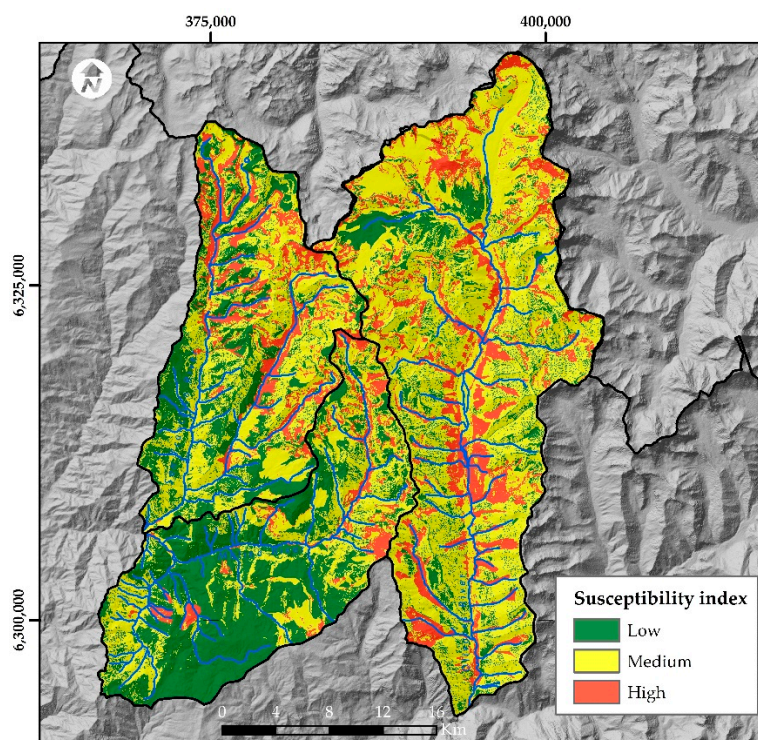 375,000 400,000
N
6,325,000
6,300,000
Susceptibility index
Low
Medium
High
0 4 8 12 16
Km